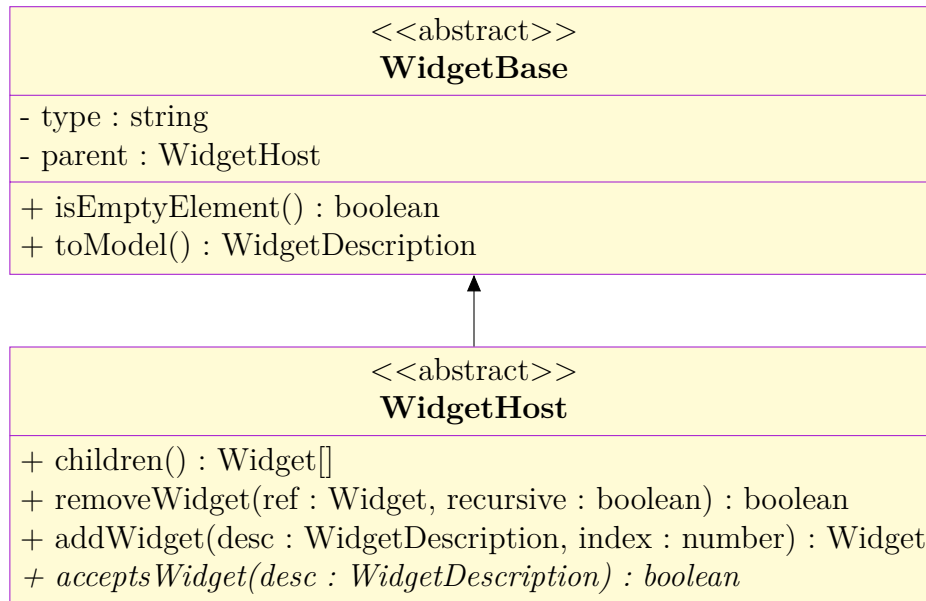 <<abstract>>
WidgetBase
- type : string
- parent : WidgetHost
+ isEmptyElement() : boolean
+ toModel() : WidgetDescription
<<abstract>>
WidgetHost
+ children() : Widget[]
+ removeWidget(ref : Widget, recursive : boolean) : boolean
+ addWidget(desc : WidgetDescription, index : number) : Widget
+ acceptsWidget(desc : WidgetDescription) : boolean